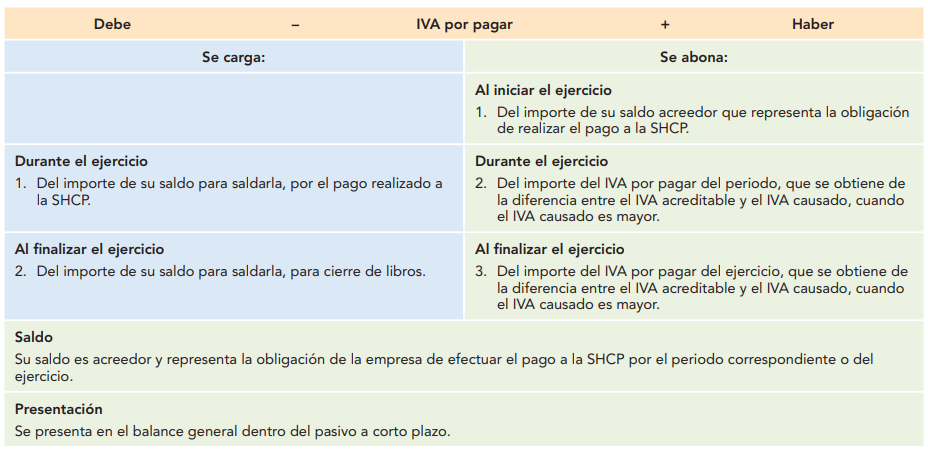 Debe – IVA por pagar + Haber
Se carga: Se abona:
Al iniciar el ejercicio
1. Del importe de su saldo acreedor que representa la obligación
de realizar el pago a la SHCP.
Durante el ejercicio
1. Del importe de su saldo para saldarla, por el pago realizado a
la SHCP.
Durante el ejercicio
2. Del importe del IVA por pagar del periodo, que se obtiene de
la diferencia entre el IVA acreditable y el IVA causado, cuando
el IVA causado es mayor.
Al finalizar el ejercicio
2. Del importe de su saldo para saldarla, para cierre de libros.
Al finalizar el ejercicio
3. Del importe del IVA por pagar del ejercicio, que se obtiene de
la diferencia entre el IVA acreditable y el IVA causado, cuando
el IVA causado es mayor.
Saldo
Su saldo es acreedor y representa la obligación de la empresa de efectuar el pago a la SHCP por el periodo correspondiente o del
ejercicio.
Presentación
Se presenta en el balance general dentro del pasivo a corto plazo.